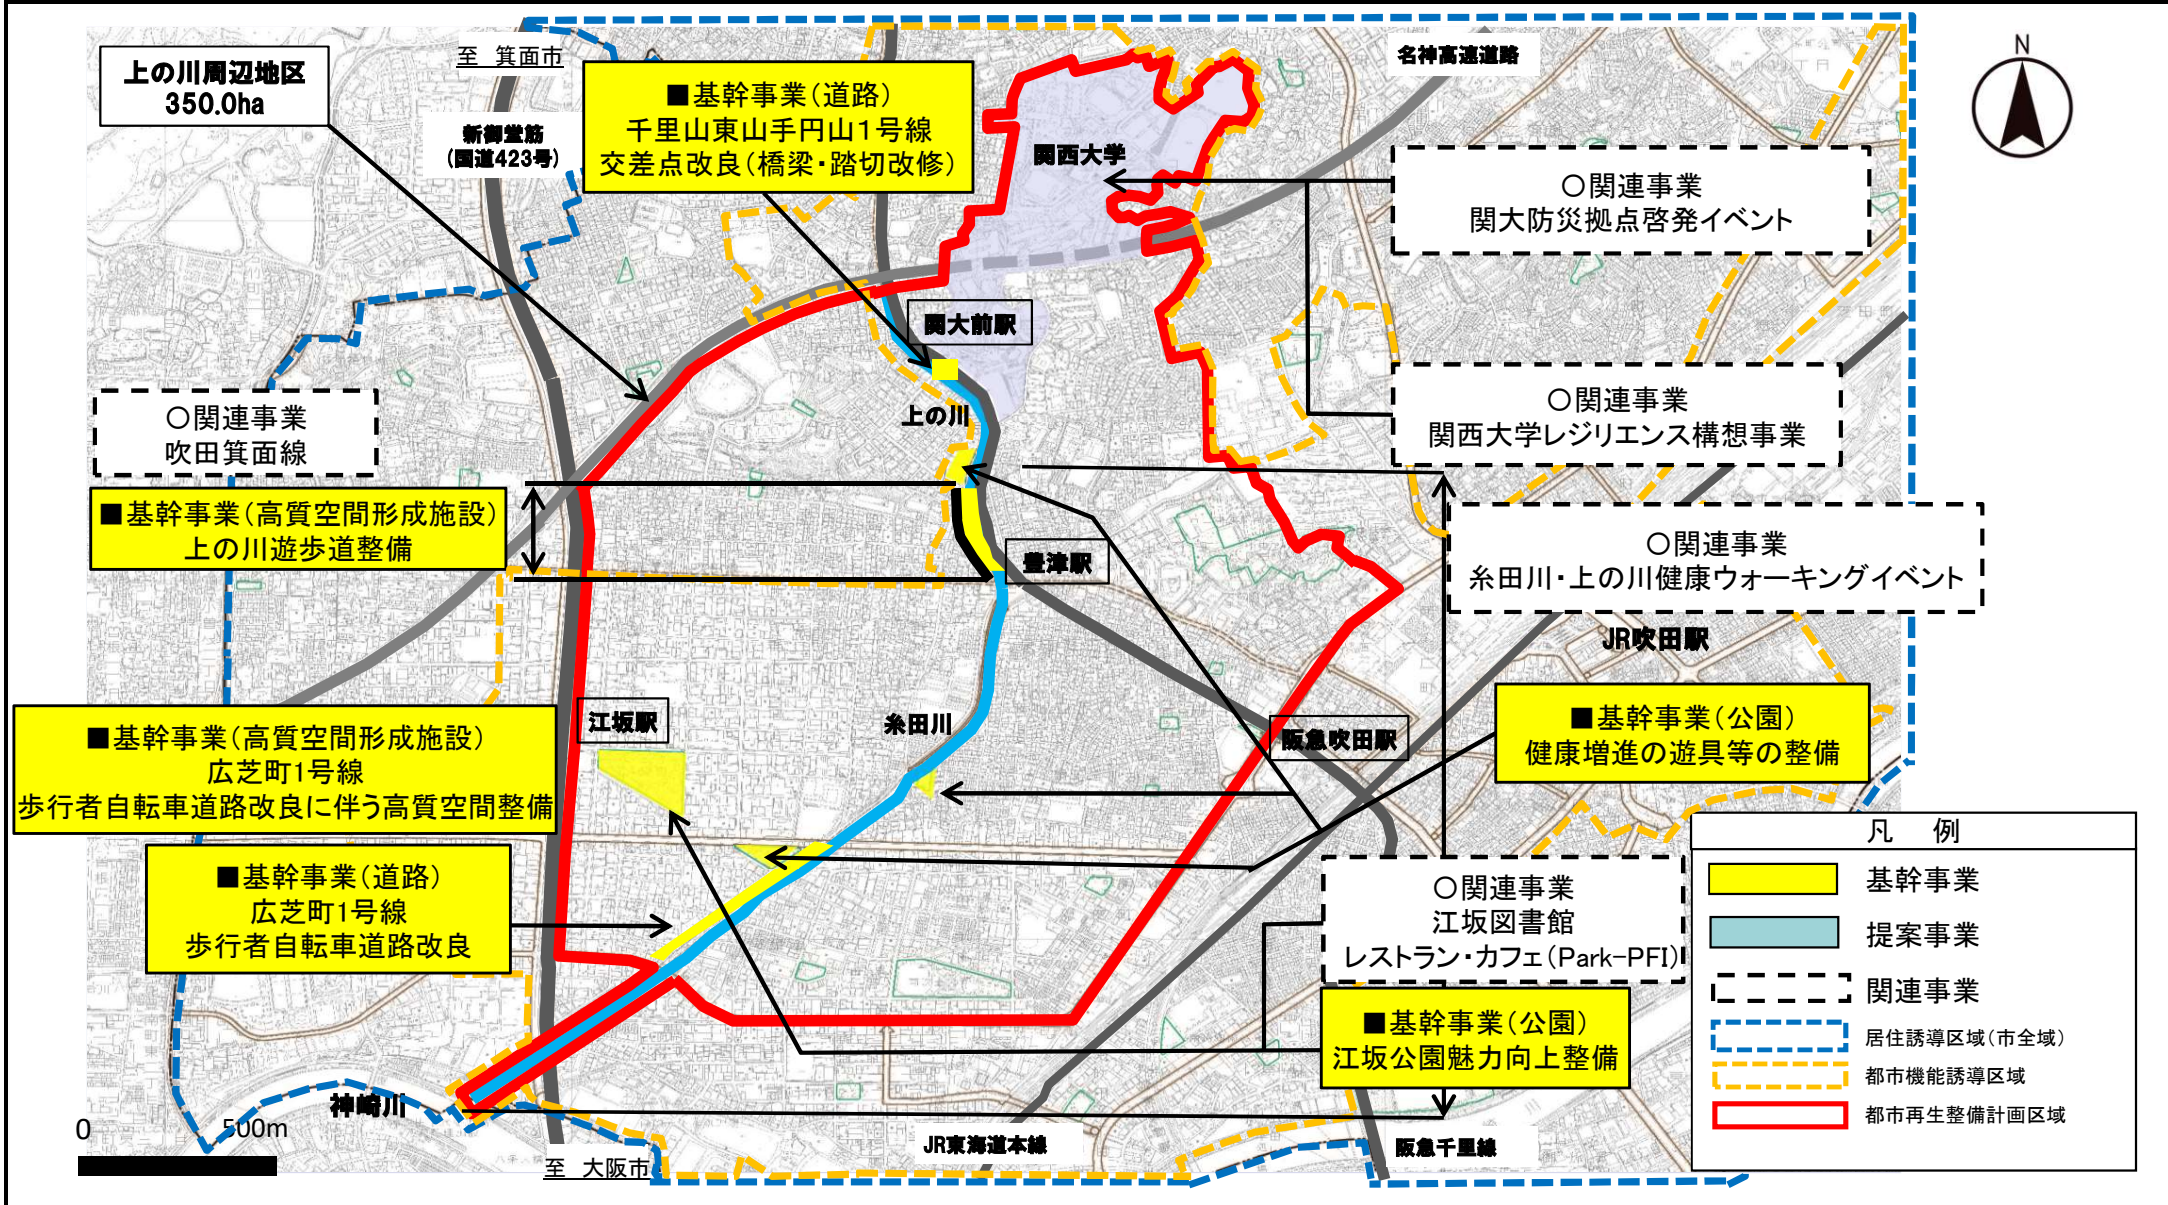 至 箕面市
名神高速道路
N
上の川周辺地区
350.0ha
■基幹事業(道路)
千里山東山手円山1号線
交差点改良(橋梁・踏切改修)
新御堂筋
(国道423号)
関西大学
○関連事業
関大防災拠点啓発イベント
関大前駅
○関連事業
関西大学レジリエンス構想事業
上の川
○関連事業
吹田箕面線
■基幹事業(高質空間形成施設)
上の川遊歩道整備
○関連事業
糸田川・上の川健康ウォーキングイベント
豊津駅
JR吹田駅
江坂駅
糸田川
阪急吹田駅
■基幹事業(公園)
健康増進の遊具等の整備
■基幹事業(高質空間形成施設)
広芝町1号線
歩行者自転車道路改良に伴う高質空間整備
■基幹事業(道路)
広芝町1号線
歩行者自転車道路改良
○関連事業
江坂図書館
レストラン・カフェ(Park-PFI)
■基幹事業(公園)
江坂公園魅力向上整備
凡 例
基幹事業
提案事業
関連事業
居住誘導区域(市全域)
都市機能誘導区域
都市再生整備計画区域
神崎川
0
500m
至 大阪市
JR東海道本線
阪急千里線